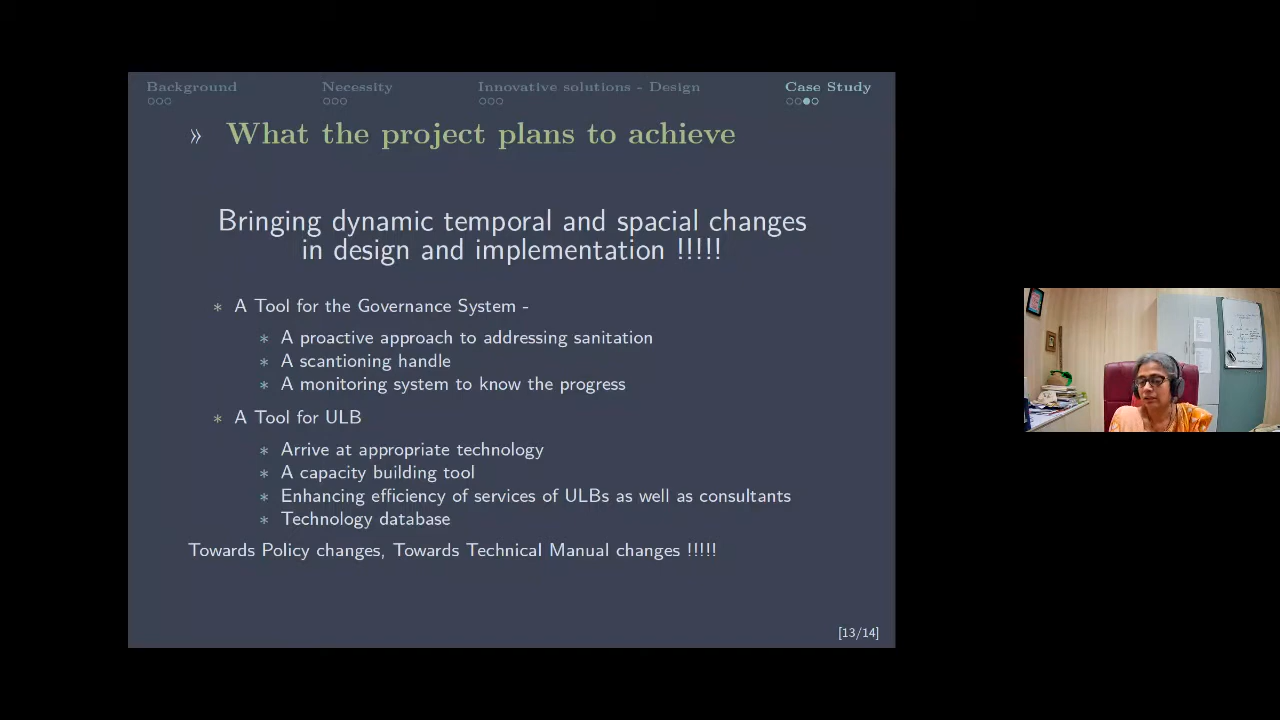 Background Necessity Innovative solutions - Design Case Study
» What the project plans to achieve
Bringing dynamic temporal and spacial changes
in design and implementation !!!!!
* A Tool for the Governance System -
* A proactive approach to addressing sanitation
* A scantioning handle
* A monitoring system to know the progress
* A Tool for ULB
* Arrive at appropriate technology
* A capacity building tool
* Enhancing efficiency of services of ULBs as well as consultants
* Technology database
Towards Policy changes, Towards Technical Manual changes !!!!!
[13/14]